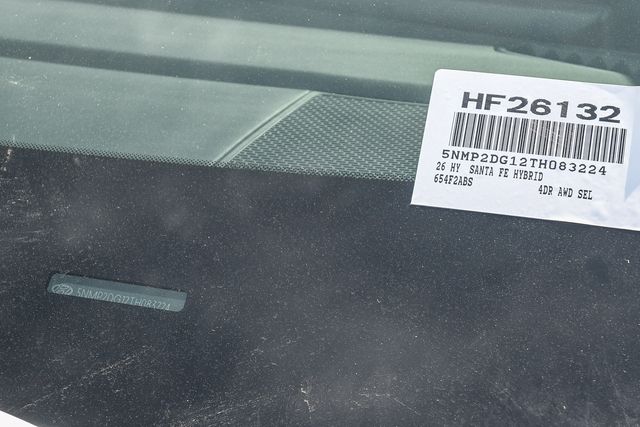 HF26132
5NMP2DG12TH083224
26 HY SANTA FE HYBRID
654F2ABS 4DR AWD SEL
5NMP2DG12TH083224